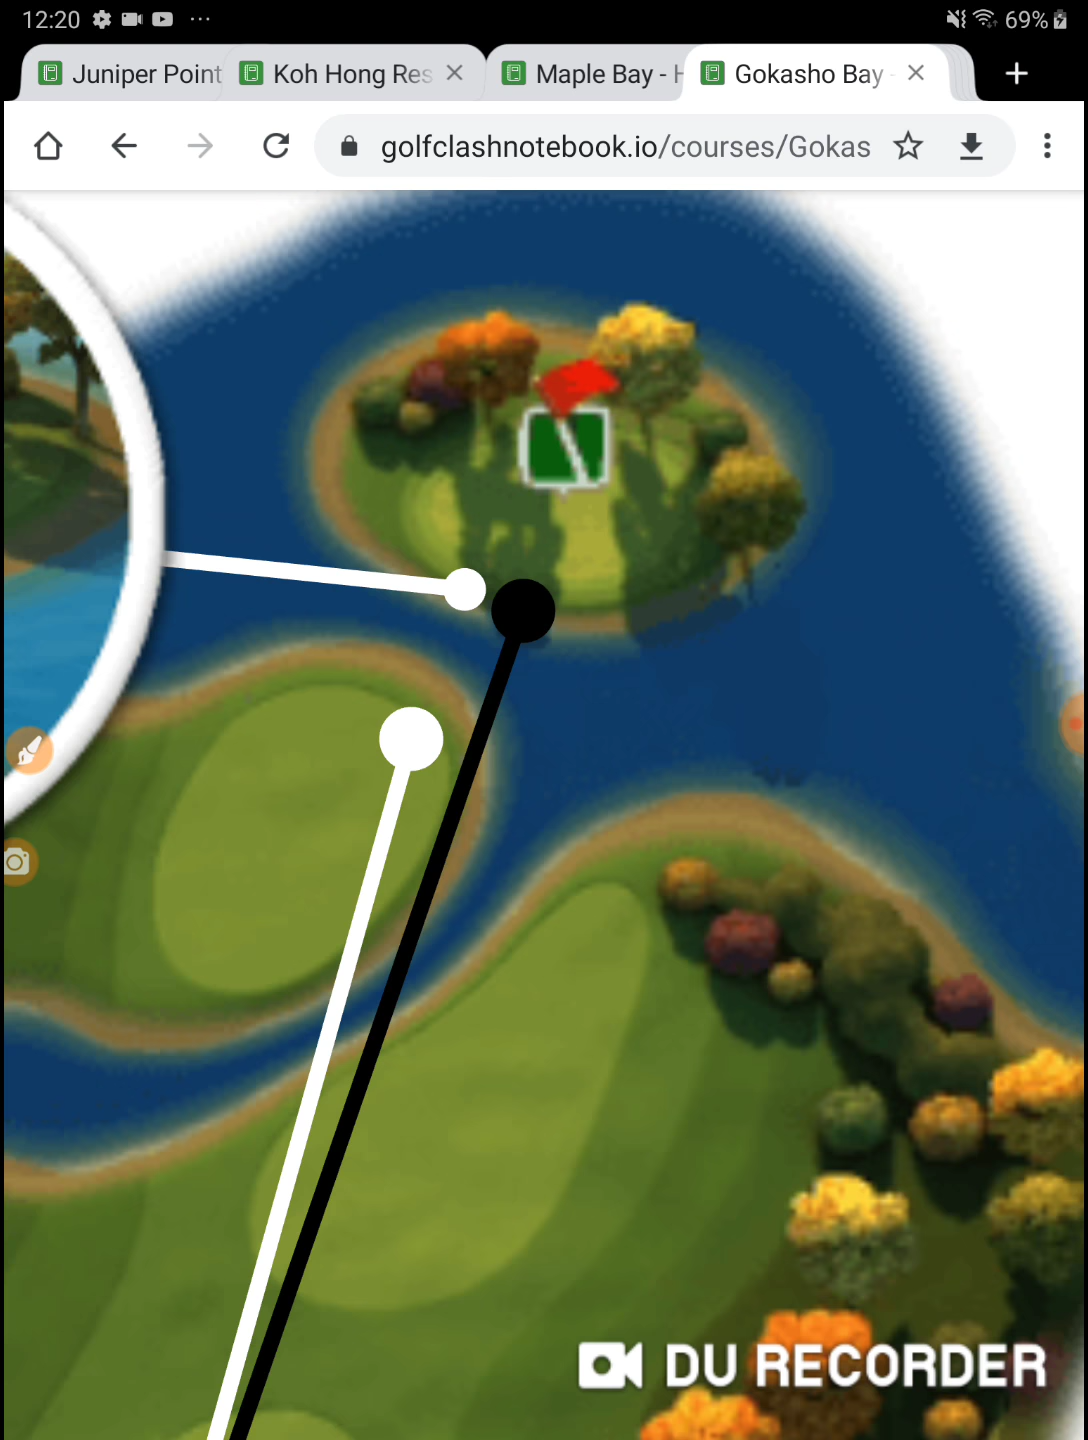 12:20 69%
Juniper Point Koh Hong Res Maple Bay - H Gokasho Bay -
golfclashnotebook.io/courses/Gokas
DU RECORDER